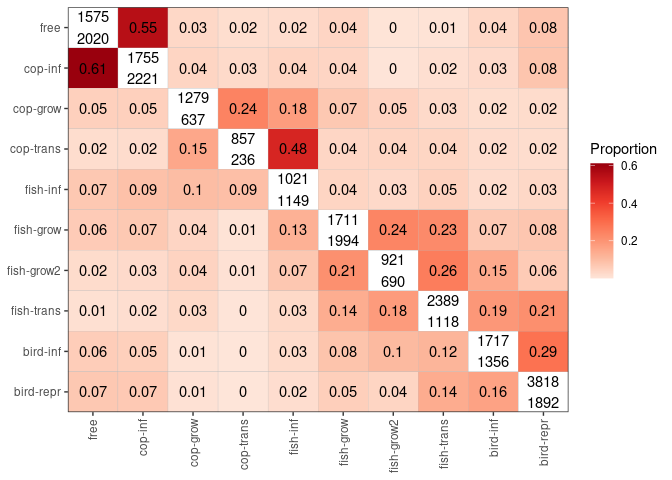 free 1575 0.55 0.03 0.02 0.04 0.04 0 0.01 0.04 0.08
2020
cop-inf 0.61 1755 0.04 0.03 0.04 0.04 0 0.02 0.03 0.08
2221
cop-grow 0.05 0.05 1279 0.24 0.18 0.07 0.05 0.03 0.02 0.02
637
cop-trans 0.02 0.02 0.15 857 0.48 0.04 0.04 0.04 0.02 0.02
236
fish-inf 0.07 0.09 0.1 0.09 1021 0.04 0.03 0.05 0.02 0.03
1149
fish-grow 0.06 0.07 0.04 0.01 0.13 1711 0.24 0.23 0.07 0.08
1994
fish-grow2 0.02 0.03 0.04 0.01 0.07 0.21 921 0.26 0.15 0.06
690
fish-trans 0.01 0.02 0.03 0 0.03 0.14 0.18 2389 0.19 0.21
1118
bird-inf 0.06 0.05 0.01 0 0.03 0.08 0.1 0.12 1717 0.29
1356
bird-repr 0.07 0.07 0.01 0 0.02 0.05 0.04 0.14 0.16 3818
1892
free cop-inf cop-grow cop-trans fish-inf fish-grow fish-grow2 fish-trans bird-inf bird-repr
Proportion
0.6
0.4
0.2